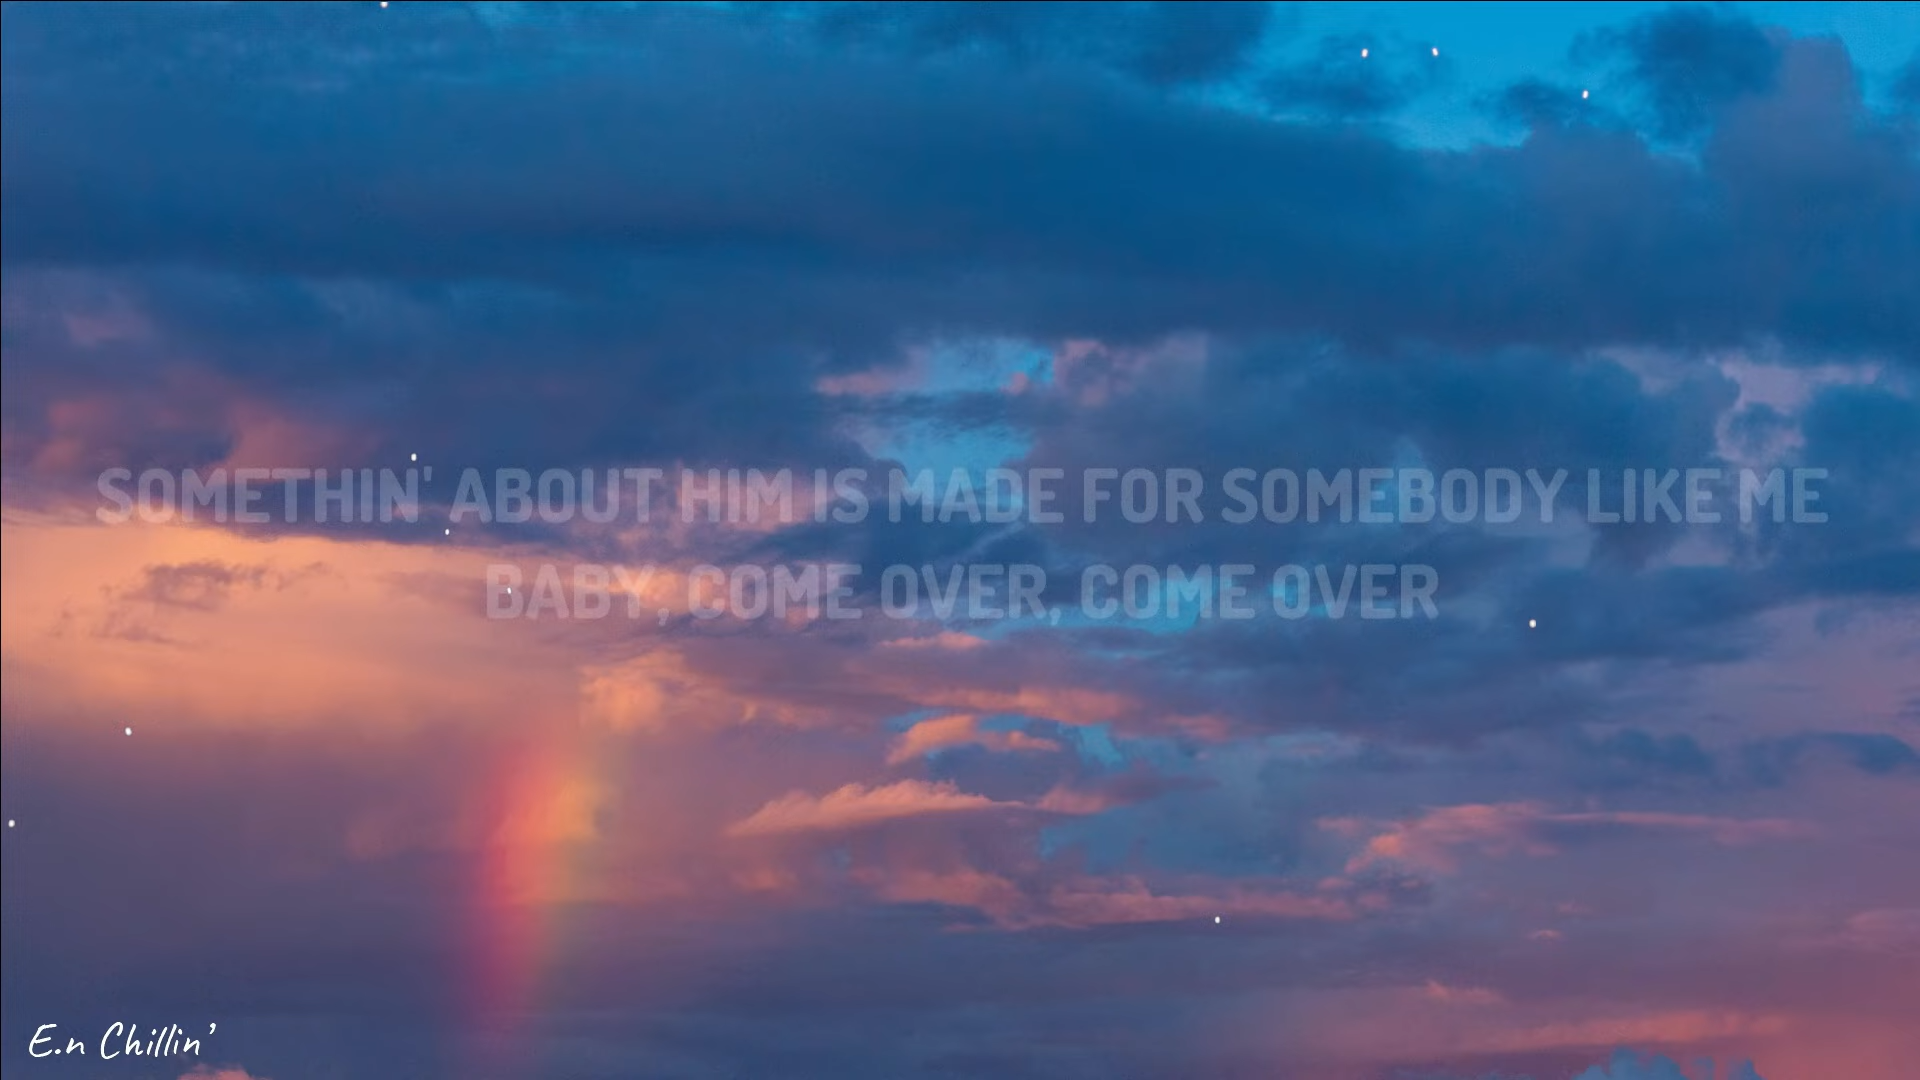 SOMETHIN' ABOUT HIM IS MADE FOR SOMEBODY LIKE ME
BABY, COME OVER, COME OVER
E.n Chillin'